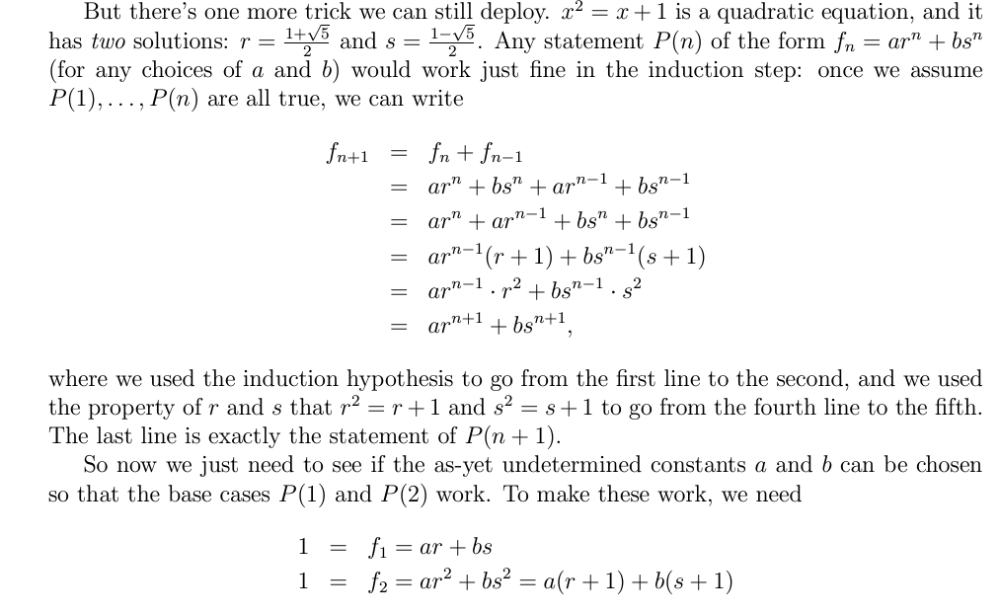 But there's one more trick we can still deploy. $x^2 = x + 1$ is a quadratic equation, and it
has two solutions: $r = \frac{1+\sqrt{5}}{2}$ and $s = \frac{1-\sqrt{5}}{2}$. Any statement $P(n)$ of the form $f_n = ar^n + bs^n$
(for any choices of $a$ and $b$) would work just fine in the induction step: once we assume
$P(1), \ldots, P(n)$ are all true, we can write
$f_{n+1} = f_n + f_{n-1}$
$= ar^n + bs^n + ar^{n-1} + bs^{n-1}$
$= ar^n + ar^{n-1} + bs^n + bs^{n-1}$
$= ar^{n-1}(r + 1) + bs^{n-1}(s + 1)$
$= ar^{n-1} \cdot r^2 + bs^{n-1} \cdot s^2$
$= ar^{n+1} + bs^{n+1},$
where we used the induction hypothesis to go from the first line to the second, and we used
the property of $r$ and $s$ that $r^2 = r + 1$ and $s^2 = s + 1$ to go from the fourth line to the fifth.
The last line is exactly the statement of $P(n + 1)$.
So now we just need to see if the as-yet undetermined constants $a$ and $b$ can be chosen
so that the base cases $P(1)$ and $P(2)$ work. To make these work, we need
$1 = f_1 = ar + bs$
$1 = f_2 = ar^2 + bs^2 = a(r + 1) + b(s + 1)$